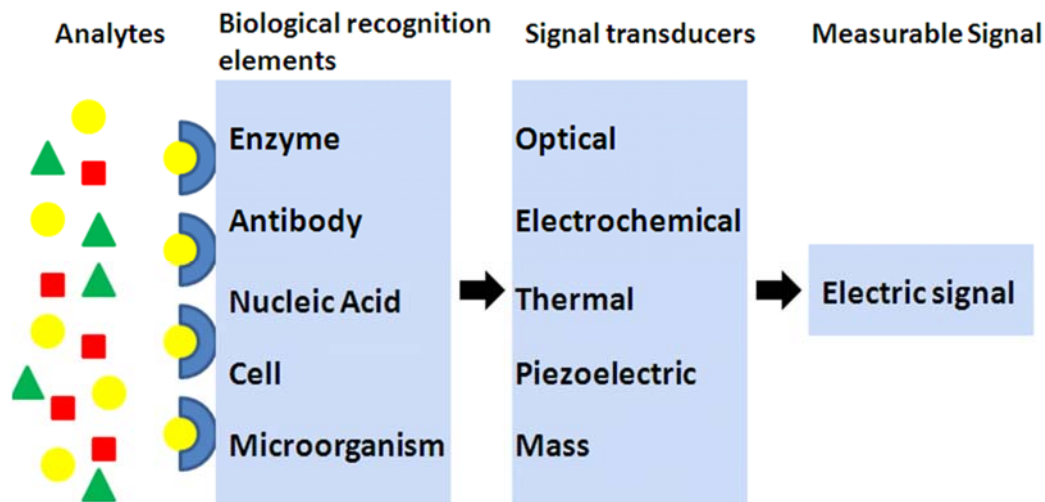 Analytes
Biological recognition
elements
Signal transducers
Measurable Signal
Enzyme
Antibody
Nucleic Acid
Cell
Microorganism
Optical
Electrochemical
Thermal
Piezoelectric
Mass
Electric signal